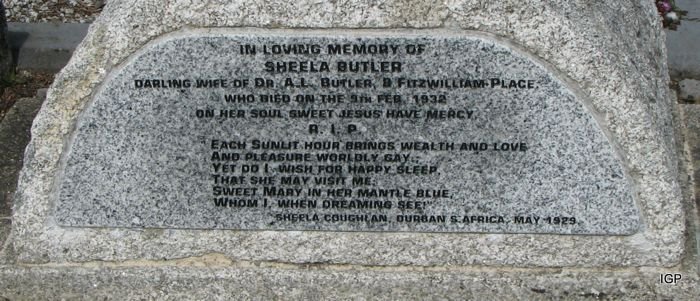 IN LOVING MEMORY OF
SHEELA BUTLER
DARLING WIFE OF DR. A.L. BUTLER, 8 FITZWILLIAM-PLACE,
WHO DIED ON THE 9TH FEB. 1932
ON HER SOUL SWEET JESUS HAVE MERCY.
R. I. P.
EACH SUNLIT HOUR BRINGS WEALTH AND LOVE
AND PLEASURE WORLDLY GAY.;
YET DO I WISH FOR HAPPY SLEEP,
THAT SHE MAY VISIT ME;
SWEET MARY IN HER MANTLE BLUE,
WHOM I, WHEN DREAMING SEE!"
SHEELA COUGHLAN, DURBAN S.AFRICA, MAY 1929.
IGP